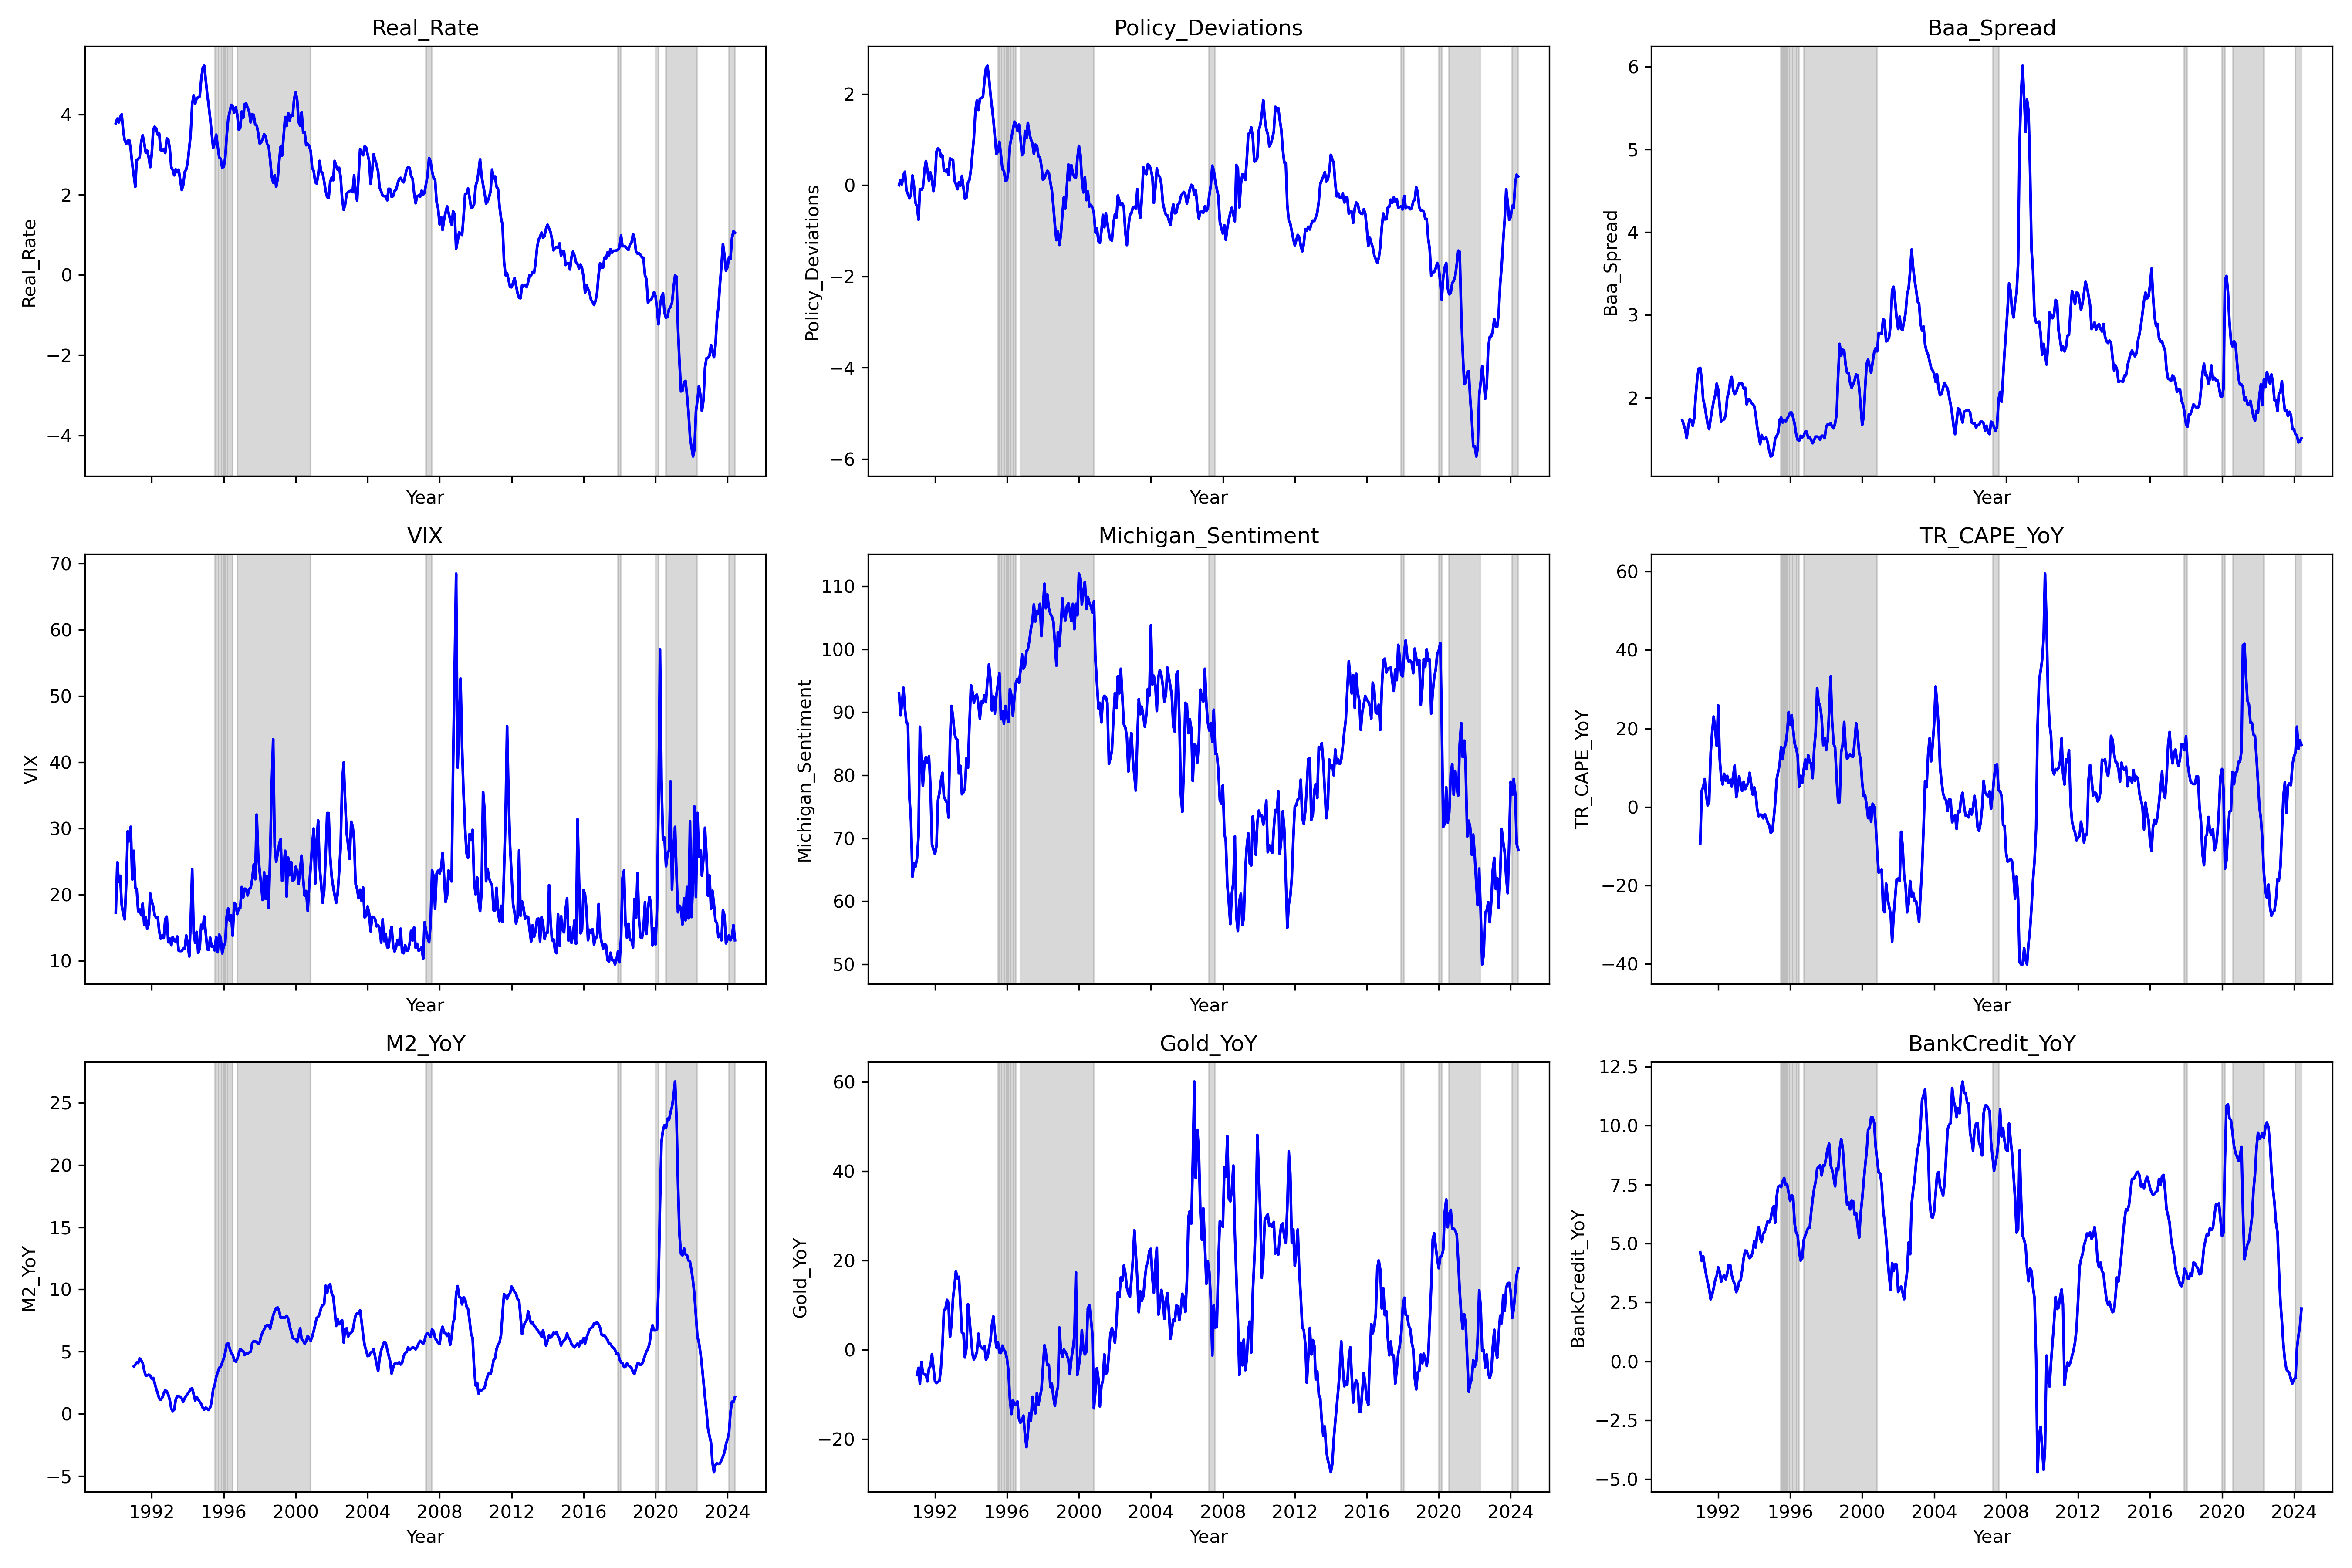 Real_Rate
Real_Rate
4
2
0
−2
−4
Year
Policy_Deviations
Policy_Deviations
2
0
−2
−4
−6
Year
Baa_Spread
Baa_Spread
6
5
4
3
2
Year
VIX
VIX
70
60
50
40
30
20
10
Year
Michigan_Sentiment
Michigan_Sentiment
110
100
90
80
70
60
50
Year
TR_CAPE_YoY
TR_CAPE_YoY
60
40
20
0
−20
−40
Year
M2_YoY
M2_YoY
25
20
15
10
5
0
−5
1992 1996 2000 2004 2008 2012 2016 2020 2024
Year
Gold_YoY
Gold_YoY
60
40
20
0
−20
1992 1996 2000 2004 2008 2012 2016 2020 2024
Year
BankCredit_YoY
BankCredit_YoY
12.5
10.0
7.5
5.0
2.5
0.0
−2.5
−5.0
1992 1996 2000 2004 2008 2012 2016 2020 2024
Year